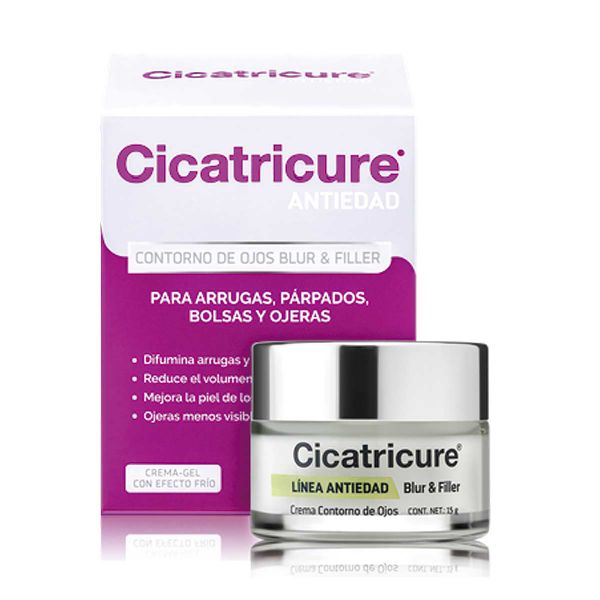 Cicatricure
Cicatricure
ANTIEDAD
CONTORNO DE OJOS BLUR & FILLER
PARA ARRUGAS, PÁRPADOS,
BOLSAS Y OJERAS
• Difumina arrugas y
• Reduce el volumen
• Mejora la piel de lo
• Ojeras menos visibl
CREMA-GEL
CON EFECTO FRÍO
Cicatricure®
LÍNEA ANTIEDAD Blur & Filler
Crema Contorno de Ojos CONT. NET.: 15 g